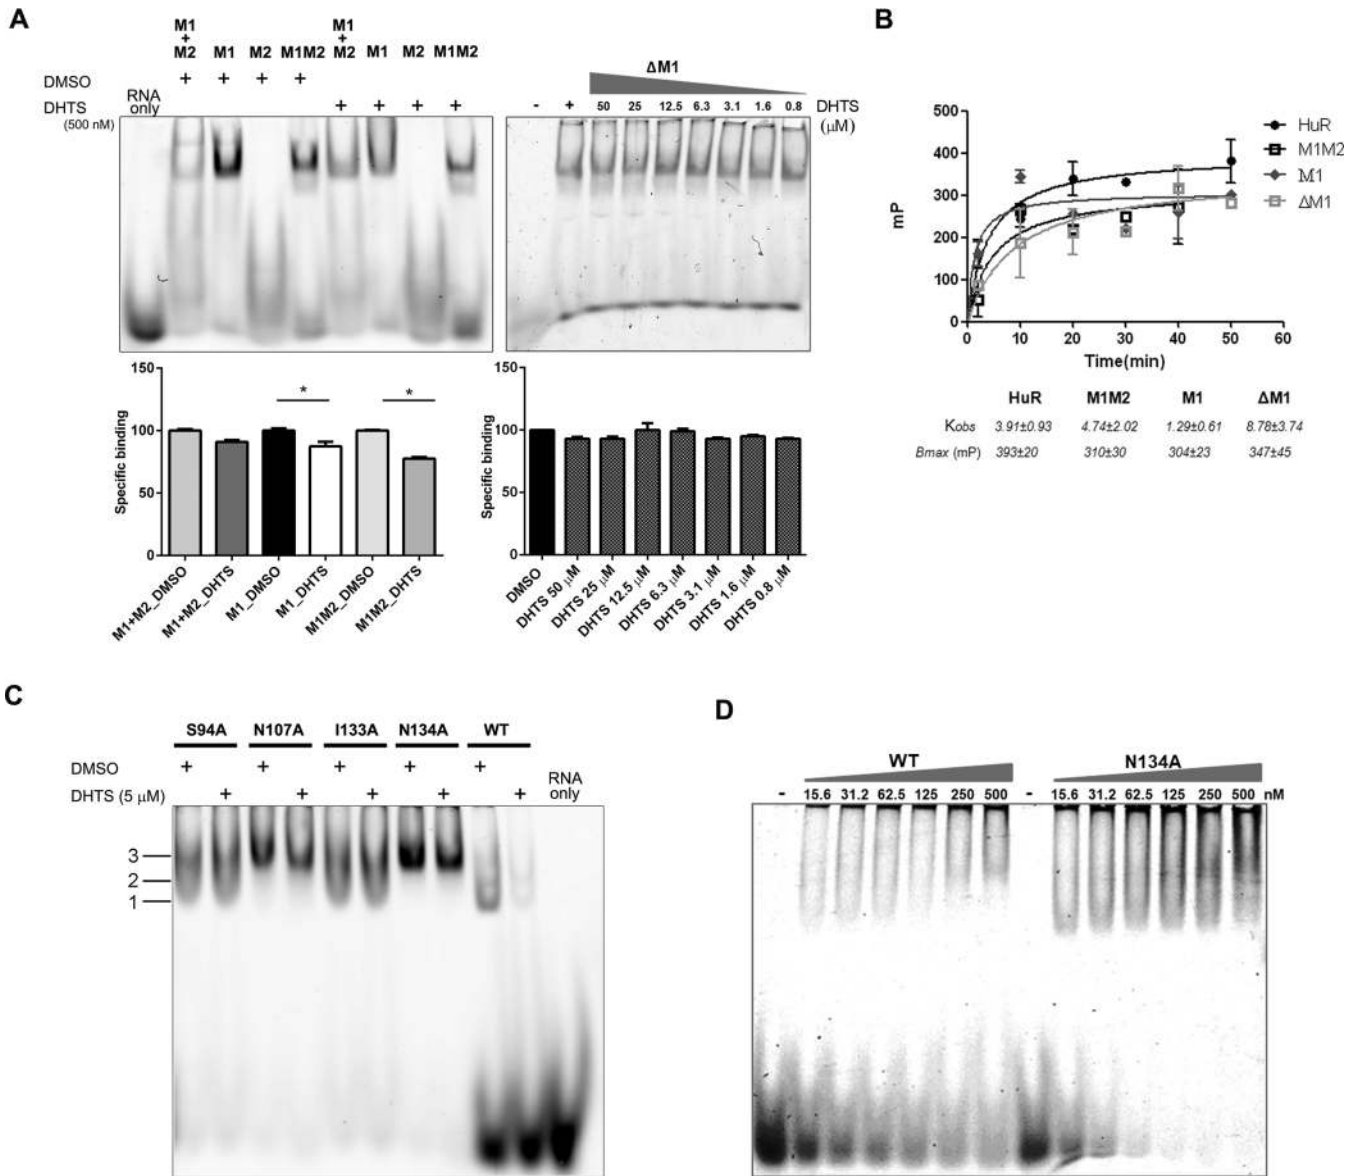 A
M1
+
M2 M1 M2 M1M2 M1
+
M2 M1 M2 M1M2
DMSO + + + +
DHTS + + + +
(500 nM)
RNA
only
ΔM1
- + 50 25 12.5 6.3 3.1 1.6 0.8 DHTS
(μM)
150
100
50
0
Specific binding
* *
M1+M2_DMSO
M1+M2_DHTS
M1_DMSO
M1_DHTS
M1M2_DMSO
M1M2_DHTS
150
100
50
0
Specific binding
DMSO
DHTS 50 μM
DHTS 25 μM
DHTS 12.5 μM
DHTS 6.3 μM
DHTS 3.1 μM
DHTS 1.6 μM
DHTS 0.8 μM
B
500
400
300
200
100
0
mP
0 10 20 30 40 50 60
Time(min)
HuR
M1M2
M1
ΔM1
HuR M1M2 M1 ΔM1
Kobs 3.91±0.93 4.74±2.02 1.29±0.61 8.78±3.74
Bmax (mP) 393±20 310±30 304±23 347±45
C
S94A N107A I133A N134A WT
DMSO + + + + +
DHTS (5 μM) + + + + +
RNA
only
3
2
1
D
WT N134A
- 15.6 31.2 62.5 125 250 500 - 15.6 31.2 62.5 125 250 500 nM